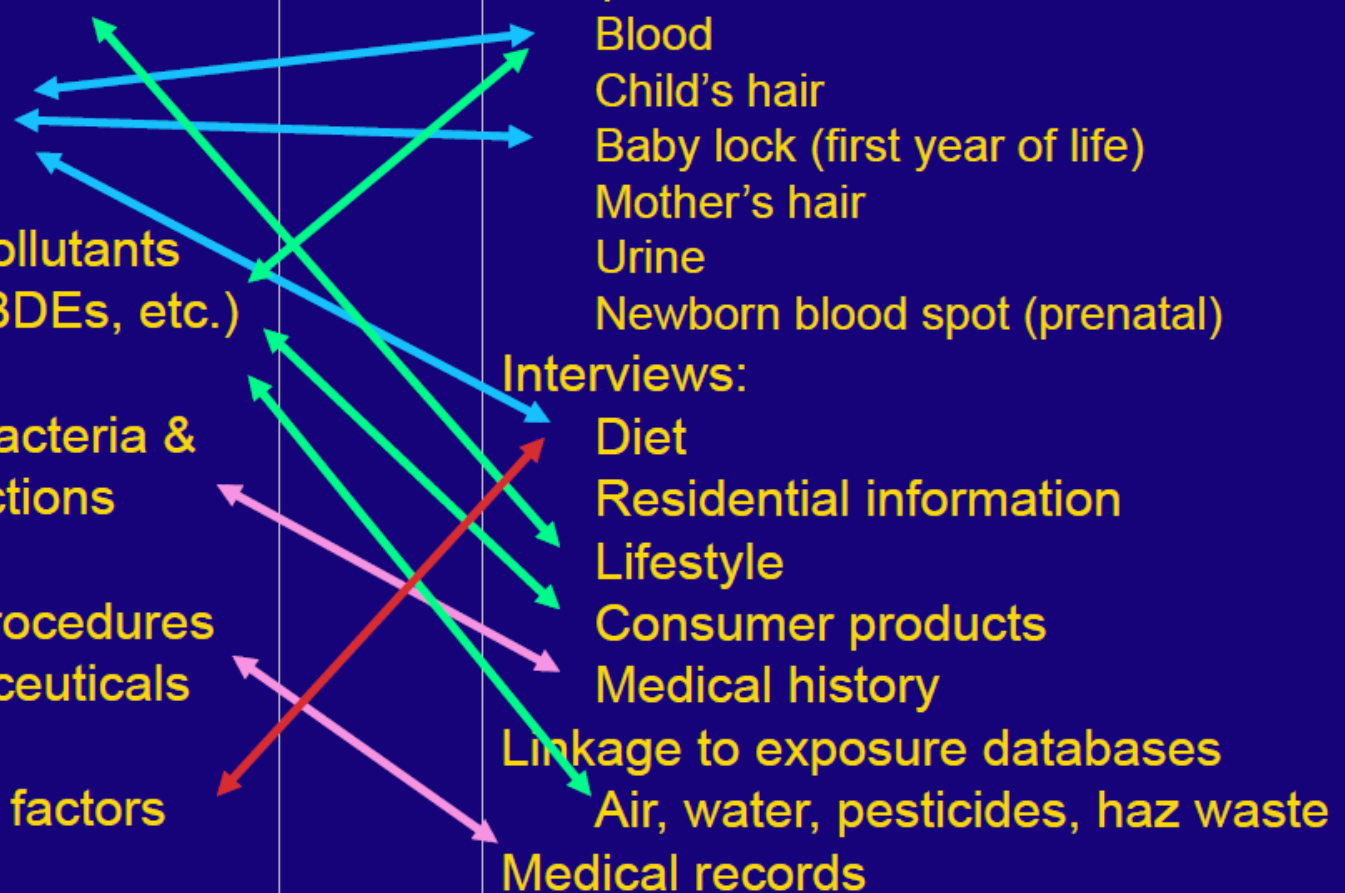 ollutants
BDEs, etc.)
acteria &
ctions
rocedures
ceuticals
factors
Blood
Child's hair
Baby lock (first year of life)
Mother's hair
Urine
Newborn blood spot (prenatal)
Interviews:
Diet
Residential information
Lifestyle
Consumer products
Medical history
Linkage to exposure databases
Air, water, pesticides, haz waste
Medical records